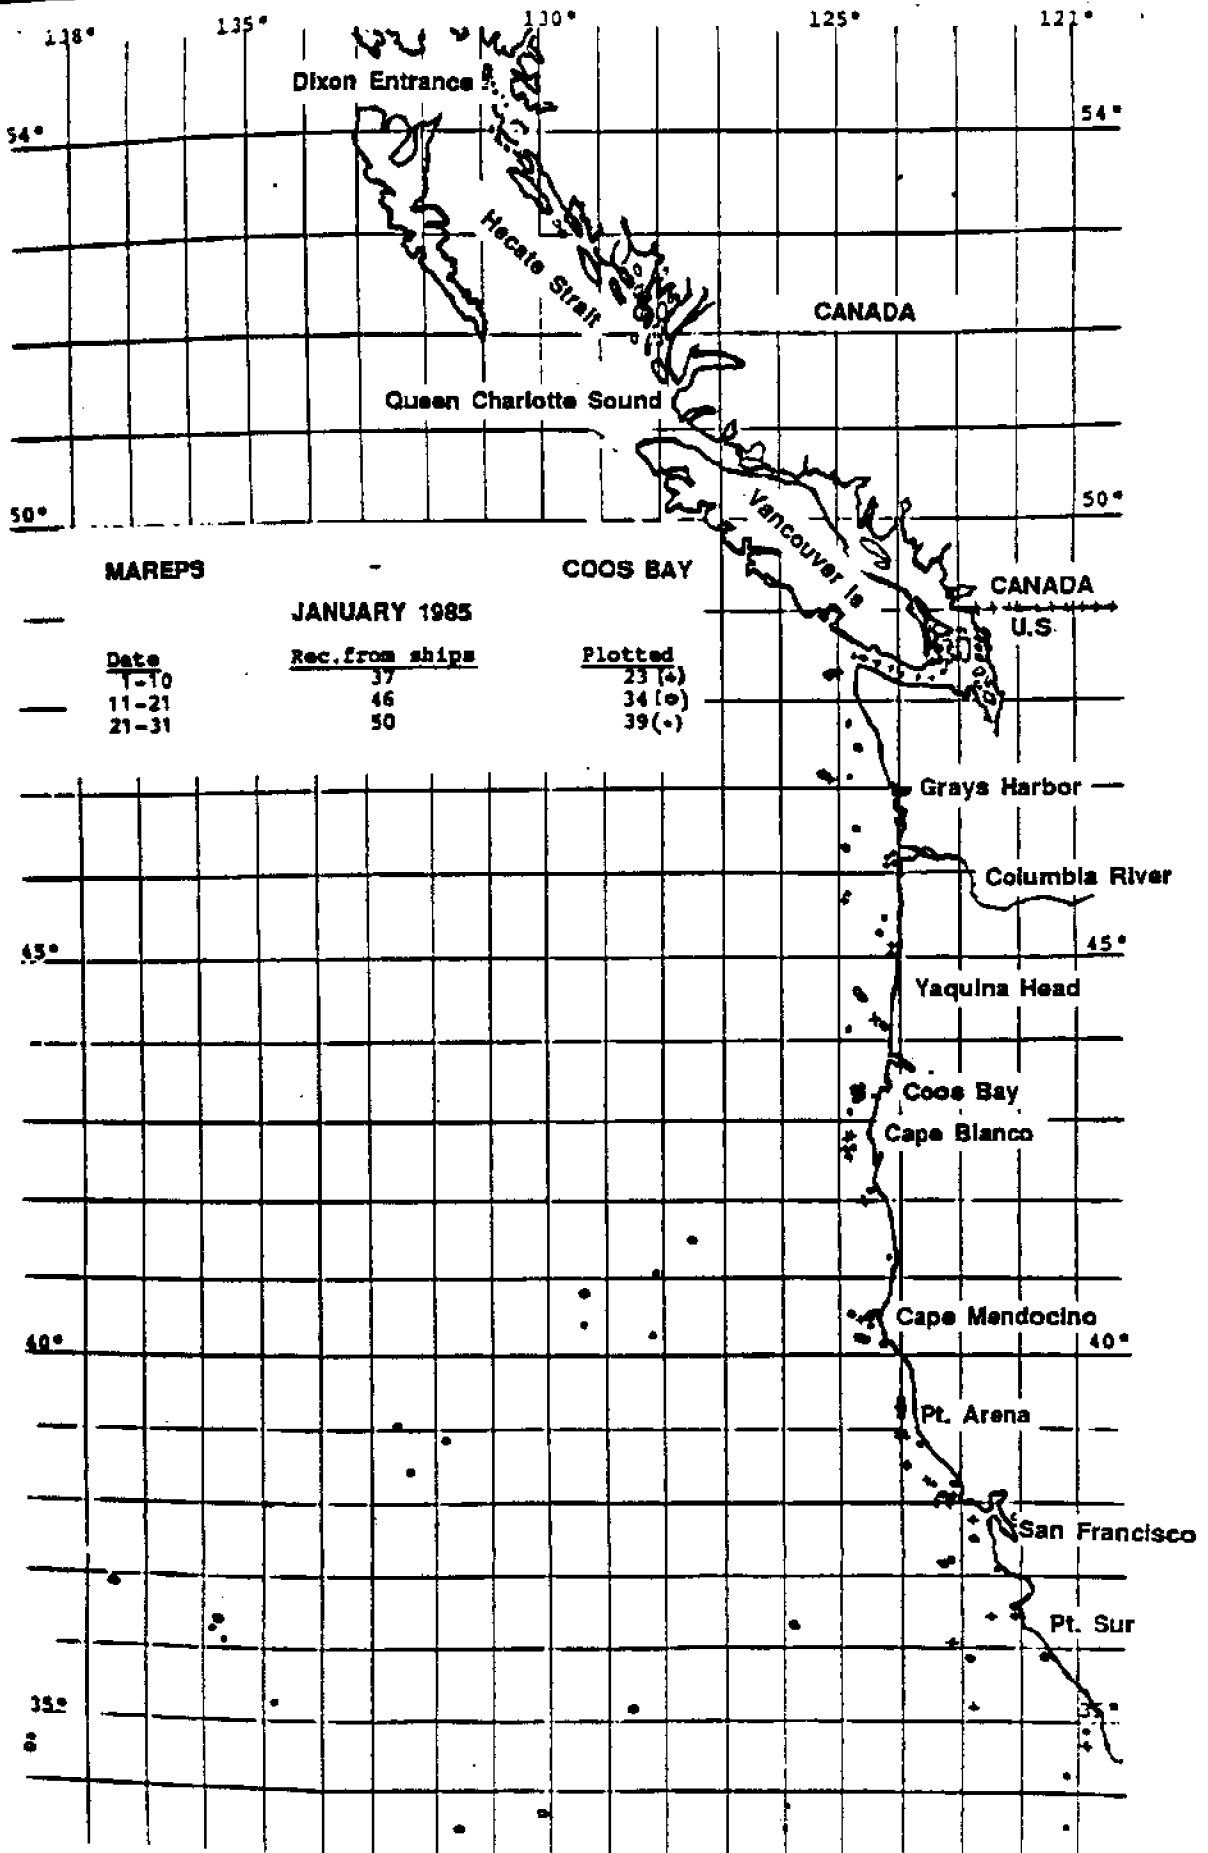 138° 135° 130° 125° 121°
Dixon Entrance
54° 54°
Hecate Strait
CANADA
Queen Charlotte Sound
50° 50°
Vancouver Is
MAREPS - COOS BAY
CANADA
JANUARY 1985
U.S
Date Rec.from ships Plotted
1-10 37 23(+)
11-21 46 34(o)
21-31 50 39(·)
Grays Harbor
Columbia River
45° 45°
Yaquina Head
Coos Bay
Cape Blanco
Cape Mendocino
40° 40°
Pt. Arena
San Francisco
Pt. Sur
35° 35°